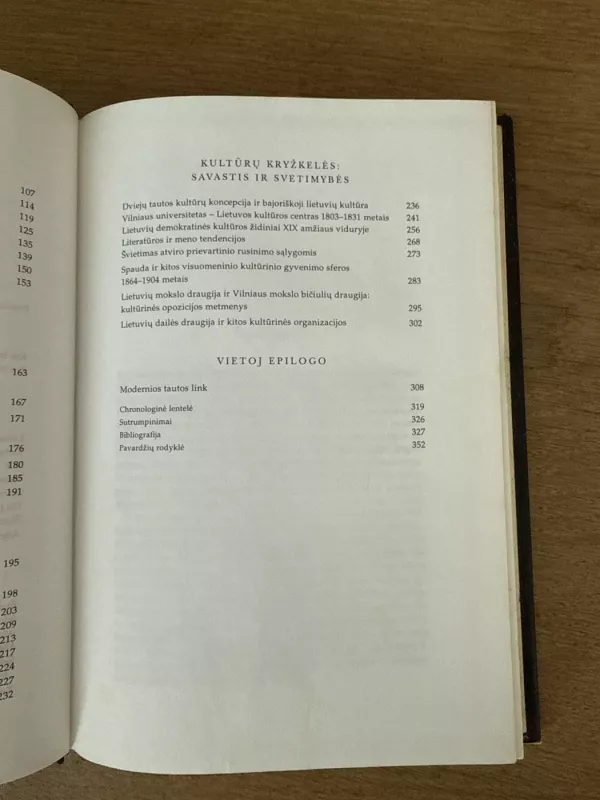 107
114
119
125
135
139
150
153
163
167
171
176
180
185
191
195
198
203
209
213
217
224
227
232
KULTŪRŲ KRYŽKELĖS:
SAVASTIS IR SVETIMYBĖS
Dviejų tautos kultūrų koncepcija ir bajoriškoji lietuvių kultūra 236
Vilniaus universitetas – Lietuvos kultūros centras 1803–1831 metais 241
Lietuvių demokratinės kultūros židiniai XIX amžiaus viduryje 256
Literatūros ir meno tendencijos 268
Švietimas atviro prievartinio rusinimo sąlygomis 273
Spauda ir kitos visuomeninio kultūrinio gyvenimo sferos
1864–1904 metais 283
Lietuvių mokslo draugija ir Vilniaus mokslo bičiulių draugija:
kultūrinės opozicijos metmenys 295
Lietuvių dailės draugija ir kitos kultūrinės organizacijos 302
VIETOJ EPILOGO
Modernios tautos link 308
Chronologinė lentelė 319
Sutrumpinimai 326
Bibliografija 327
Pavardžių rodyklė 352